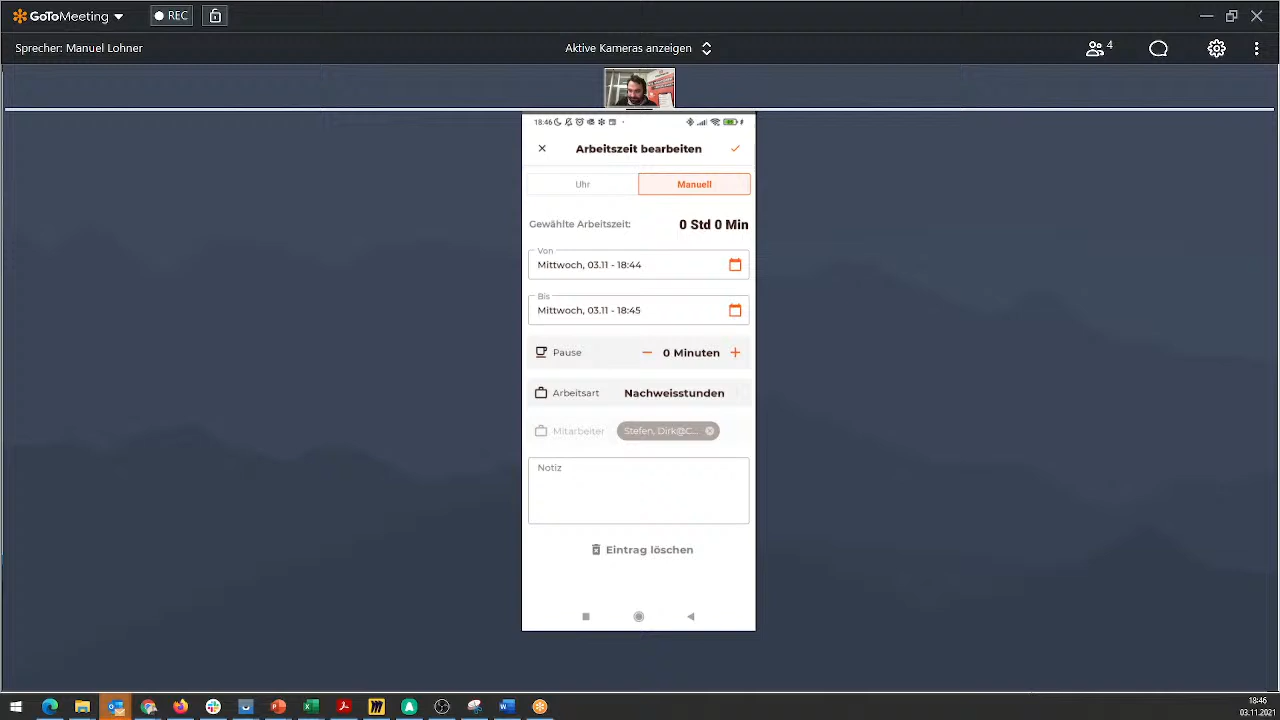 GoToMeeting
REC
Sprecher: Manuel Lohner
Aktive Kameras anzeigen
4
18:46
Arbeitszeit bearbeiten
Uhr
Manuell
Gewählte Arbeitszeit:
0 Std 0 Min
Von
Mittwoch, 03.11 - 18:44
Bis
Mittwoch, 03.11 - 18:45
Pause
0 Minuten
Arbeitsart
Nachweisstunden
Mitarbeiter
Stefen, Dirk@C...
Notiz
Eintrag löschen
18:46
03.11.2021